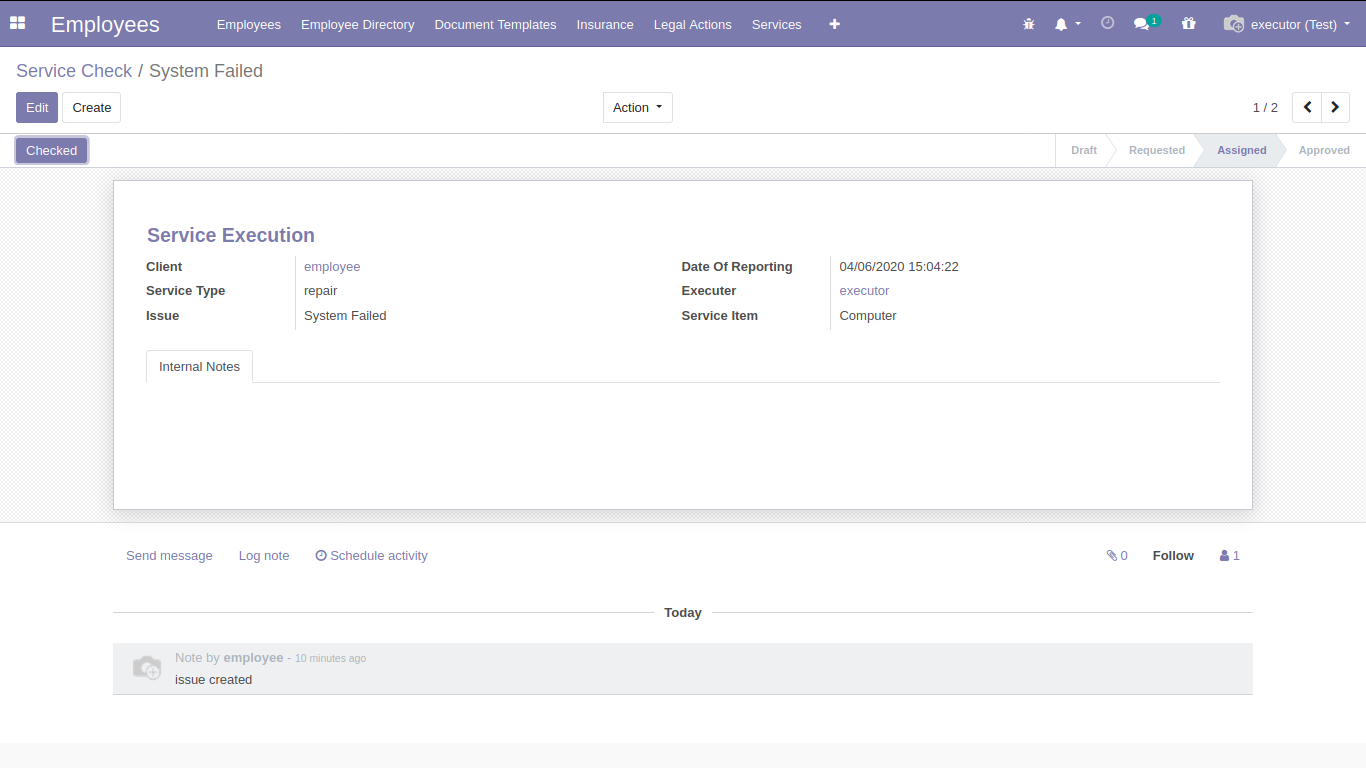 Employees Employees Employee Directory Document Templates Insurance Legal Actions Services 1 executor (Test)
Service Check / System Failed
Edit Create Action 1 / 2
Checked Draft Requested Assigned Approved
Service Execution
Client employee Date Of Reporting 04/06/2020 15:04:22
Service Type repair Executer executor
Issue System Failed Service Item Computer
Internal Notes
Send message Log note Schedule activity 0 Follow 1
Today
Note by employee - 10 minutes ago
issue created